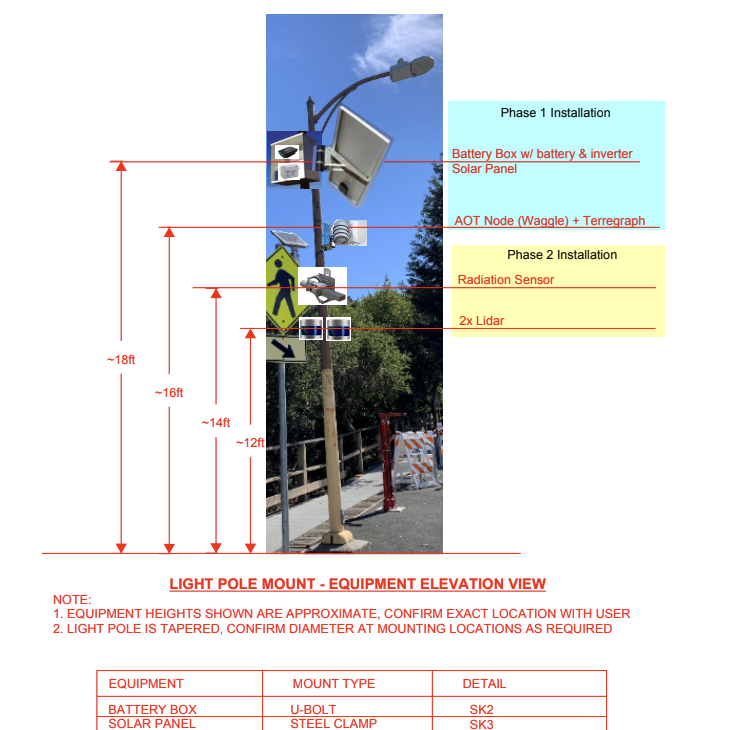 Phase 1 Installation
Battery Box w/ battery & inverter
Solar Panel
AOT Node (Waggle) + Terregraph
Phase 2 Installation
Radiation Sensor
2x Lidar
~18ft
~16ft
~14ft
~12ft
LIGHT POLE MOUNT - EQUIPMENT ELEVATION VIEW
NOTE:
1. EQUIPMENT HEIGHTS SHOWN ARE APPROXIMATE, CONFIRM EXACT LOCATION WITH USER
2. LIGHT POLE IS TAPERED, CONFIRM DIAMETER AT MOUNTING LOCATIONS AS REQUIRED
EQUIPMENT MOUNT TYPE DETAIL
BATTERY BOX U-BOLT SK2
SOLAR PANEL STEEL CLAMP SK3